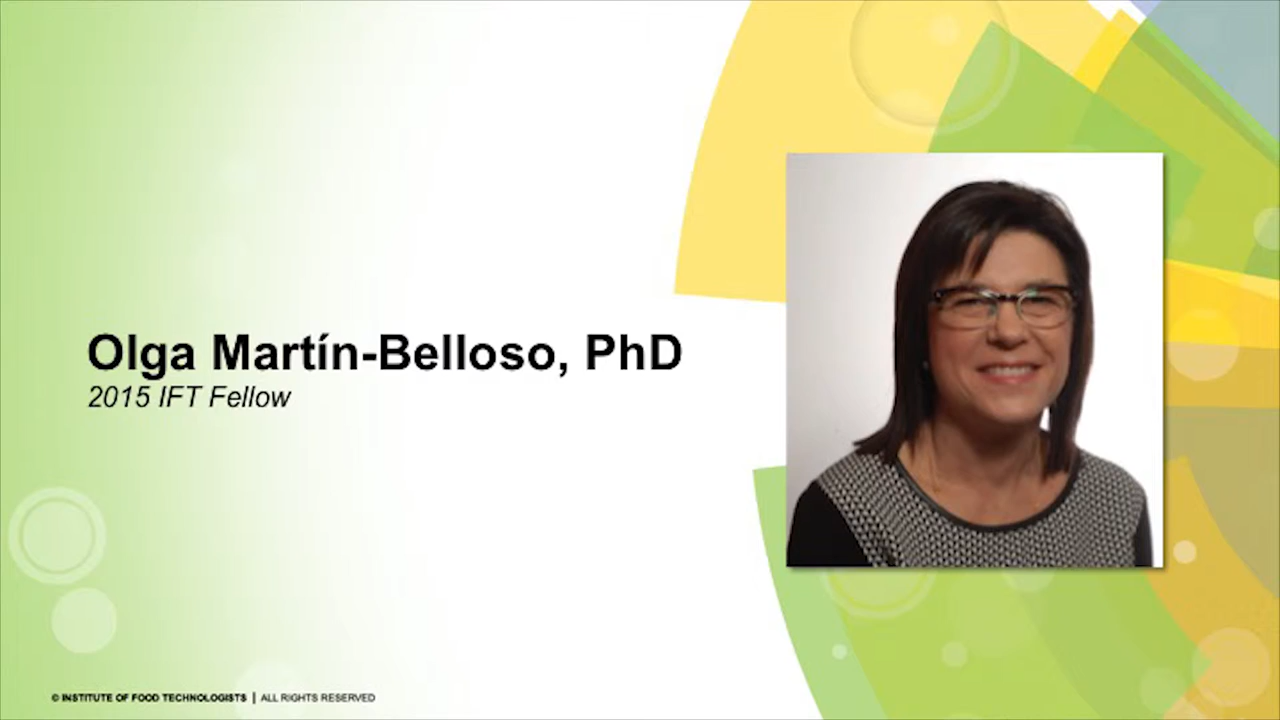 Olga Martín-Belloso, PhD
2015 IFT Fellow
© INSTITUTE OF FOOD TECHNOLOGISTS | ALL RIGHTS RESERVED